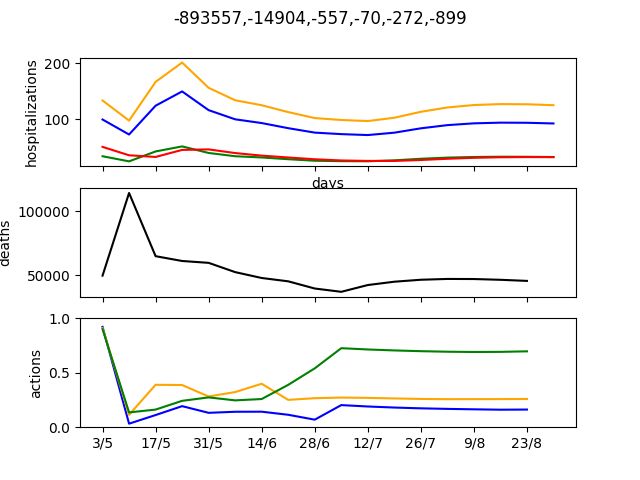 -893557,-14904,-557,-70,-272,-899
hospitalizations
200
100
days
deaths
100000
50000
actions
1.0
0.5
0.0
3/5 17/5 31/5 14/6 28/6 12/7 26/7 9/8 23/8